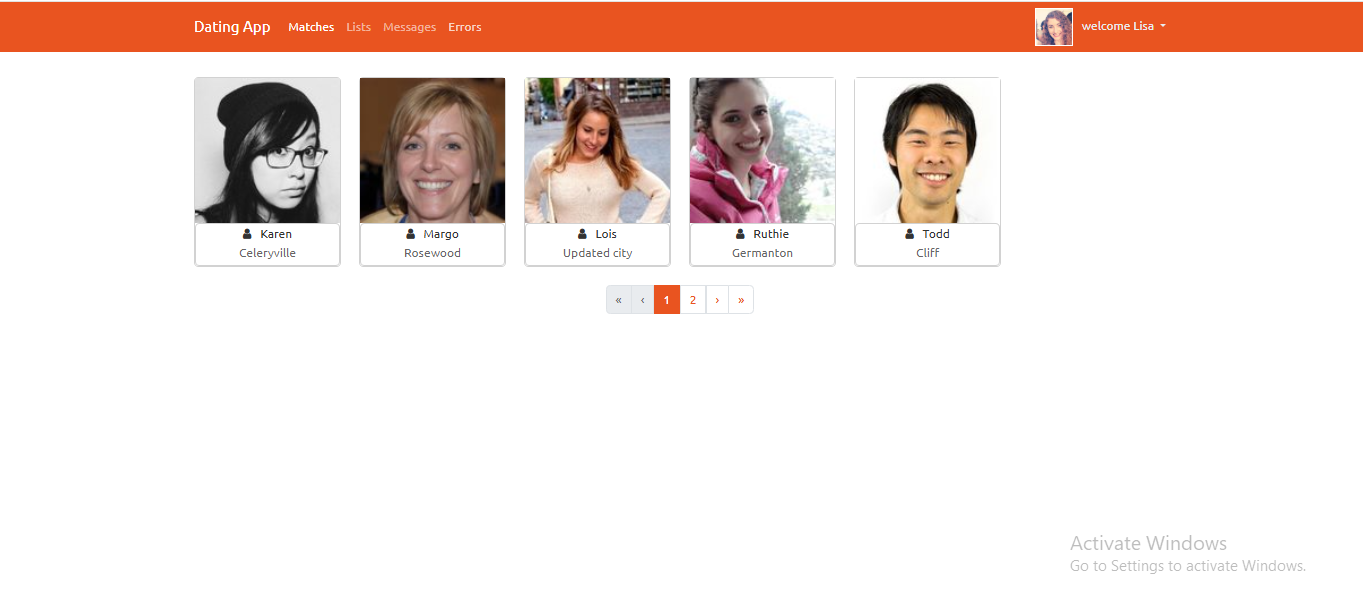 Dating App Matches Lists Messages Errors welcome Lisa
Karen Margo Lois Ruthie Todd
Celeryville Rosewood Updated city Germanton Cliff
« ‹ 1 2 › »
Activate Windows
Go to Settings to activate Windows.